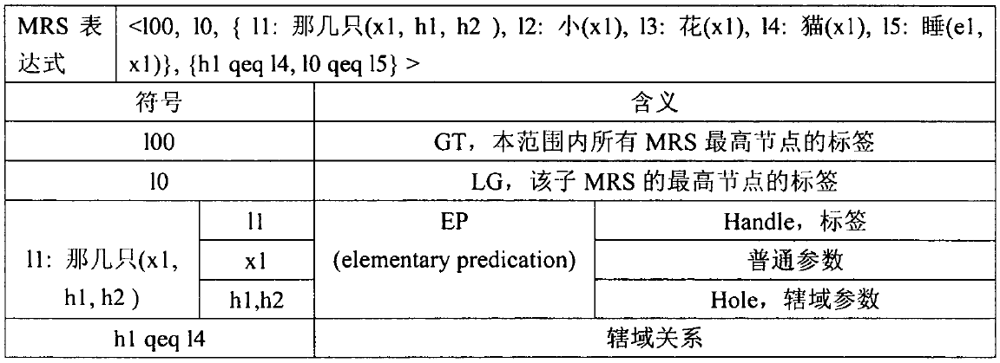 MRS 表 <l00, l0, { l1: 那几只(x1, h1, h2 ), l2: 小(x1), l3: 花(x1), l4: 猫(x1), l5: 睡(e1,
达式 x1)}, {h1 qeq l4, l0 qeq l5} >
符号 含义
l00 GT，本范围内所有 MRS 最高节点的标签
l0 LG，该子 MRS 的最高节点的标签
l1 EP Handle，标签
l1: 那几只(x1, x1 (elementary predication) 普通参数
h1, h2 ) h1,h2 Hole，辖域参数
h1 qeq l4 辖域关系